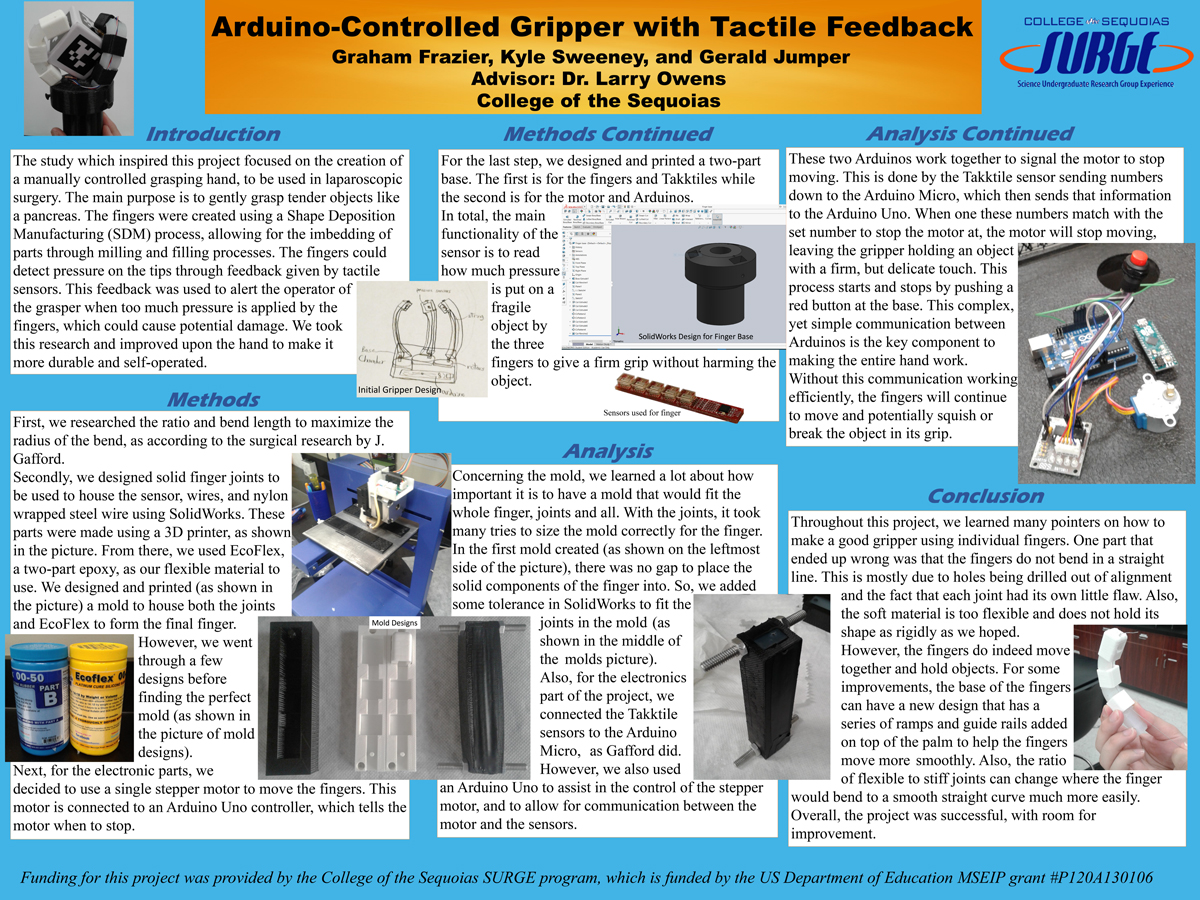 Arduino-Controlled Gripper with Tactile Feedback
Graham Frazier, Kyle Sweeney, and Gerald Jumper
Advisor: Dr. Larry Owens
College of the Sequoias
COLLEGE of the SEQUOIAS
SURGE
Science Undergraduate Research Group Experience
Introduction
The study which inspired this project focused on the creation of
a manually controlled grasping hand, to be used in laparoscopic
surgery. The main purpose is to gently grasp tender objects like
a pancreas. The fingers were created using a Shape Deposition
Manufacturing (SDM) process, allowing for the imbedding of
parts through milling and filling processes. The fingers could
detect pressure on the tips through feedback given by tactile
sensors. This feedback was used to alert the operator of
the grasper when too much pressure is applied by the
fingers, which could cause potential damage. We took
this research and improved upon the hand to make it
more durable and self-operated.
Initial Gripper Design
Methods
First, we researched the ratio and bend length to maximize the
radius of the bend, as according to the surgical research by J.
Gafford.
Secondly, we designed solid finger joints to
be used to house the sensor, wires, and nylon
wrapped steel wire using SolidWorks. These
parts were made using a 3D printer, as shown
in the picture. From there, we used EcoFlex,
a two-part epoxy, as our flexible material to
use. We designed and printed (as shown in
the picture) a mold to house both the joints
and EcoFlex to form the final finger.
However, we went
through a few
designs before
finding the perfect
mold (as shown in
the picture of mold
designs).
Next, for the electronic parts, we
decided to use a single stepper motor to move the fingers. This
motor is connected to an Arduino Uno controller, which tells the
motor when to stop.
00-50
PART
B
Ecoflex
Mold Designs
Methods Continued
For the last step, we designed and printed a two-part
base. The first is for the fingers and Takktiles while
the second is for the motor and Arduinos.
In total, the main
functionality of the
sensor is to read
how much pressure
is put on a
fragile
object by
the three
fingers to give a firm grip without harming the
object.
SolidWorks Design for Finger Base
Sensors used for finger
Analysis
Concerning the mold, we learned a lot about how
important it is to have a mold that would fit the
whole finger, joints and all. With the joints, it took
many tries to size the mold correctly for the finger.
In the first mold created (as shown on the leftmost
side of the picture), there was no gap to place the
solid components of the finger into. So, we added
some tolerance in SolidWorks to fit the
joints in the mold (as
shown in the middle of
the molds picture).
Also, for the electronics
part of the project, we
connected the Takktile
sensors to the Arduino
Micro, as Gafford did.
However, we also used
an Arduino Uno to assist in the control of the stepper
motor, and to allow for communication between the
motor and the sensors.
Analysis Continued
These two Arduinos work together to signal the motor to stop
moving. This is done by the Takktile sensor sending numbers
down to the Arduino Micro, which then sends that information
to the Arduino Uno. When one these numbers match with the
set number to stop the motor at, the motor will stop moving,
leaving the gripper holding an object
with a firm, but delicate touch. This
process starts and stops by pushing a
red button at the base. This complex,
yet simple communication between
Arduinos is the key component to
making the entire hand work.
Without this communication working
efficiently, the fingers will continue
to move and potentially squish or
break the object in its grip.
Conclusion
Throughout this project, we learned many pointers on how to
make a good gripper using individual fingers. One part that
ended up wrong was that the fingers do not bend in a straight
line. This is mostly due to holes being drilled out of alignment
and the fact that each joint had its own little flaw. Also,
the soft material is too flexible and does not hold its
shape as rigidly as we hoped.
However, the fingers do indeed move
together and hold objects. For some
improvements, the base of the fingers
can have a new design that has a
series of ramps and guide rails added
on top of the palm to help the fingers
move more smoothly. Also, the ratio
of flexible to stiff joints can change where the finger
would bend to a smooth straight curve much more easily.
Overall, the project was successful, with room for
improvement.
Funding for this project was provided by the College of the Sequoias SURGE program, which is funded by the US Department of Education MSEIP grant #P120A130106